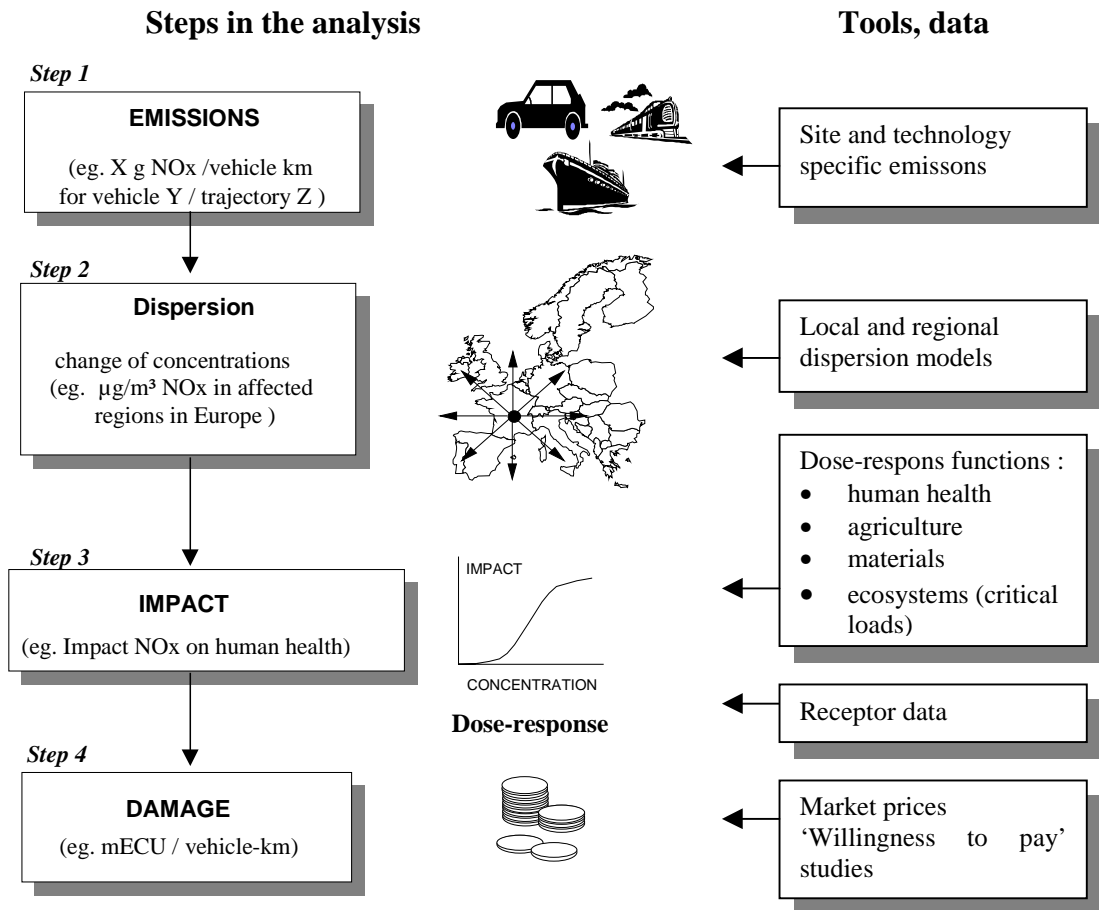 Steps in the analysis
Tools, data
Step 1
EMISSIONS
(eg. X g NOx /vehicle km
for vehicle Y / trajectory Z )
Site and technology
specific emissons
Step 2
Dispersion
change of concentrations
(eg. µg/m³ NOx in affected
regions in Europe )
Local and regional
dispersion models
Step 3
IMPACT
(eg. Impact NOx on human health)
IMPACT
CONCENTRATION
Dose-response
Dose-respons functions :
• human health
• agriculture
• materials
• ecosystems (critical
loads)
Receptor data
Step 4
DAMAGE
(eg. mECU / vehicle-km)
Market prices
‘Willingness to pay’
studies